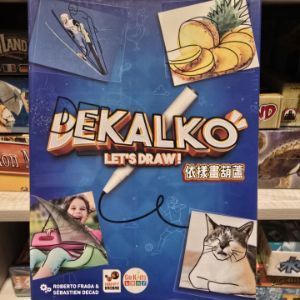 DEKALKO
LET'S DRAW!
依樣畫葫蘆
ROBERTO FRAGA &
SÉBASTIEN DECAD